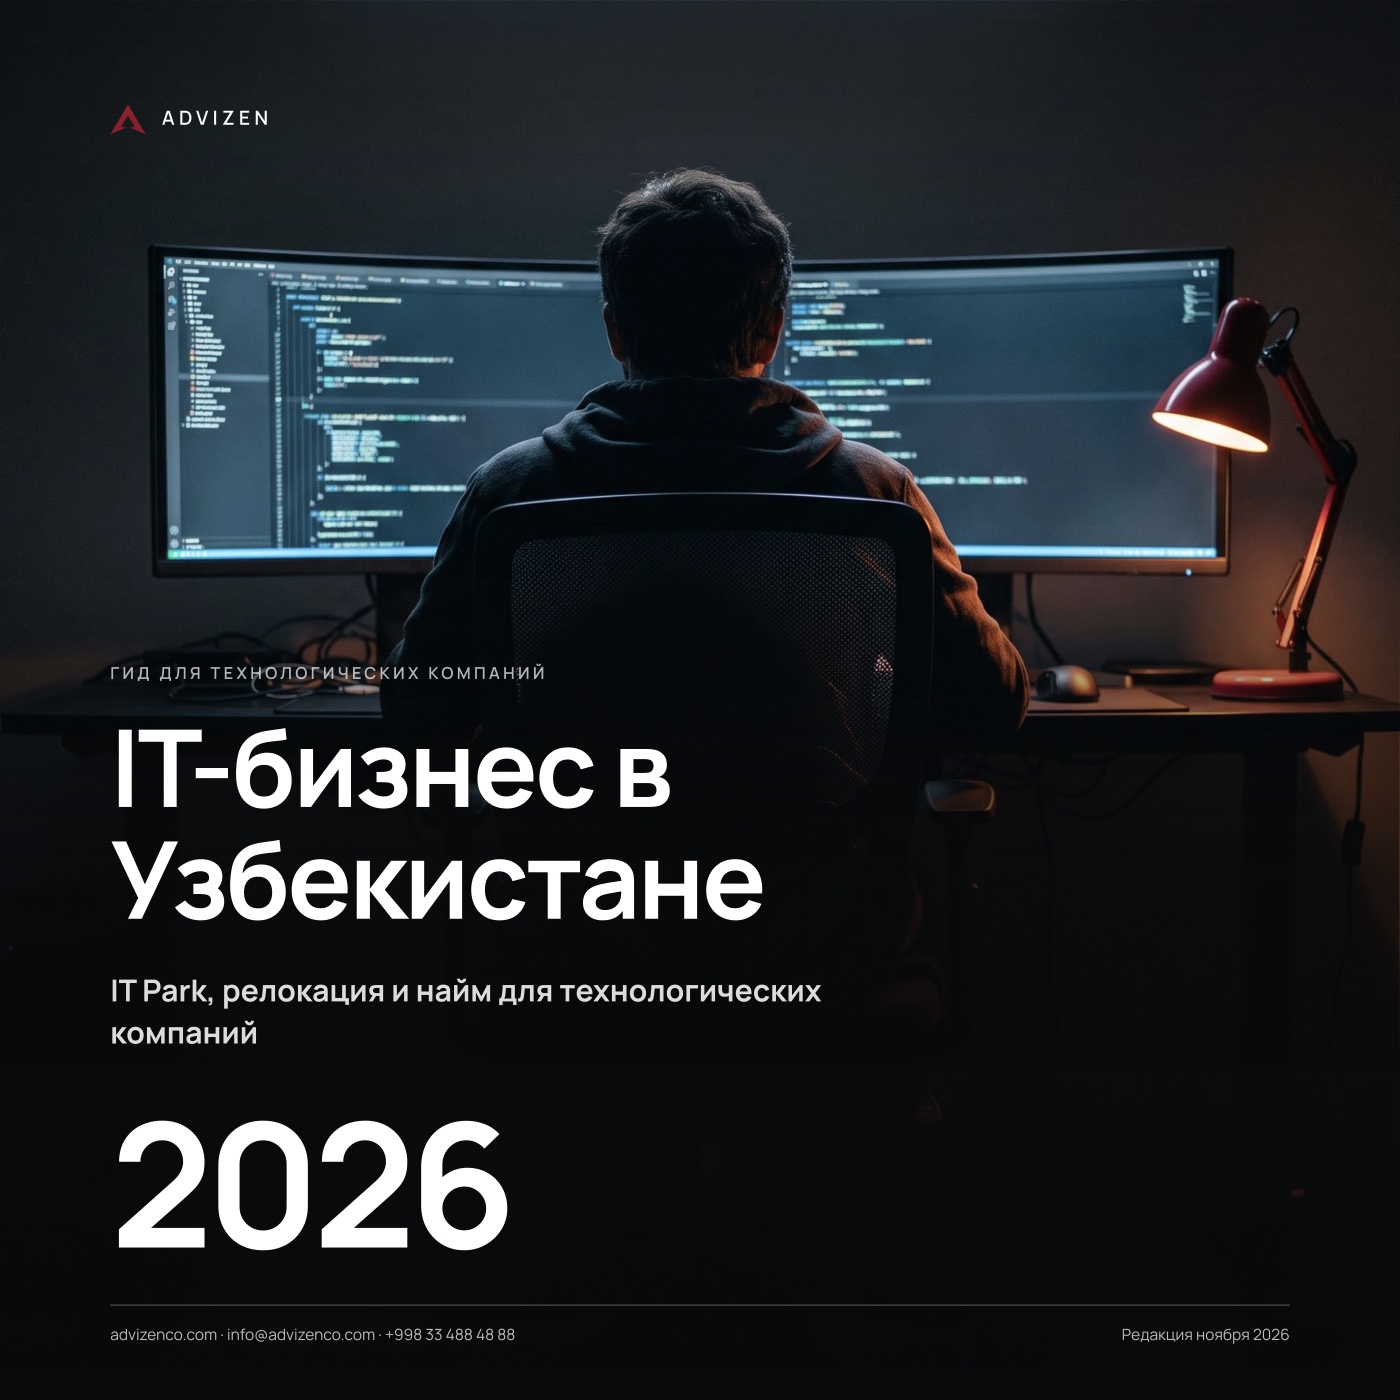 ADVIZEN
ГИД ДЛЯ ТЕХНОЛОГИЧЕСКИХ КОМПАНИЙ
IT-бизнес в
Узбекистане
IT Park, релокация и найм для технологических
компаний
2026
advizenco.com · info@advizenco.com · +998 33 488 48 88
Редакция ноября 2026